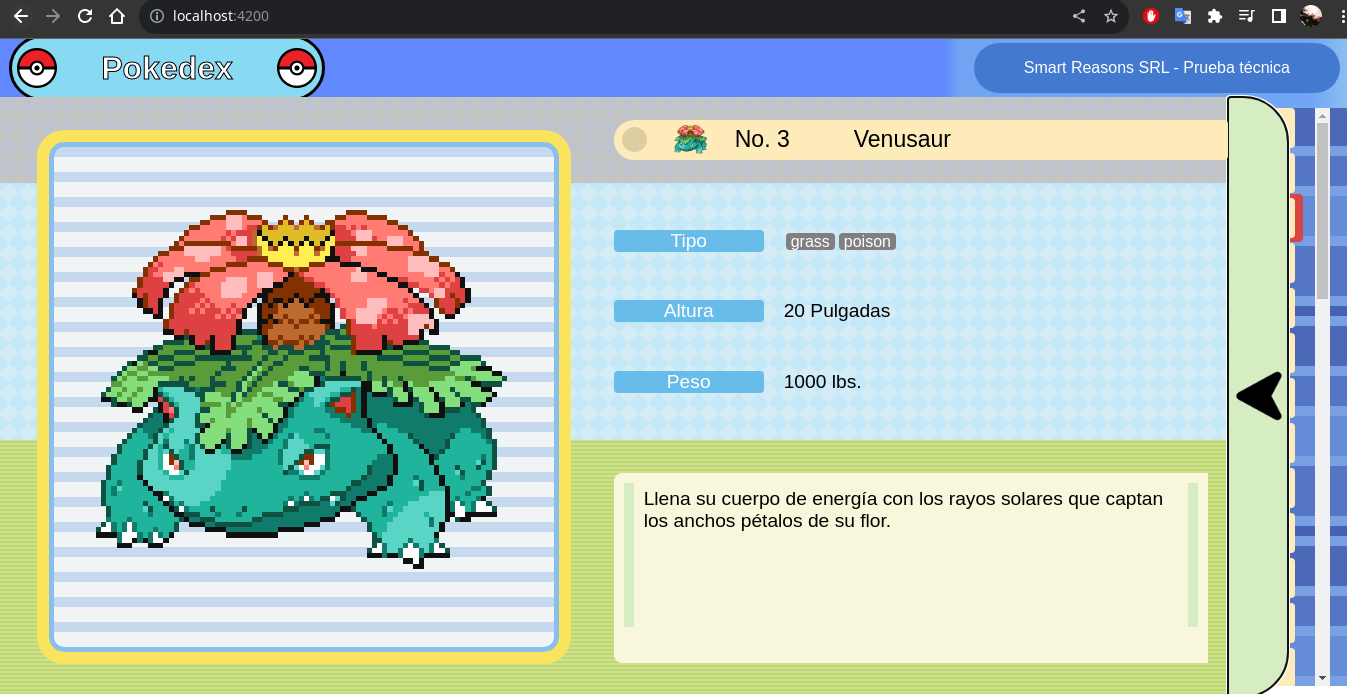 localhost:4200
Pokedex
Smart Reasons SRL - Prueba técnica
No. 3 Venusaur
Tipo grass poison
Altura 20 Pulgadas
Peso 1000 lbs.
Llena su cuerpo de energía con los rayos solares que captan
los anchos pétalos de su flor.